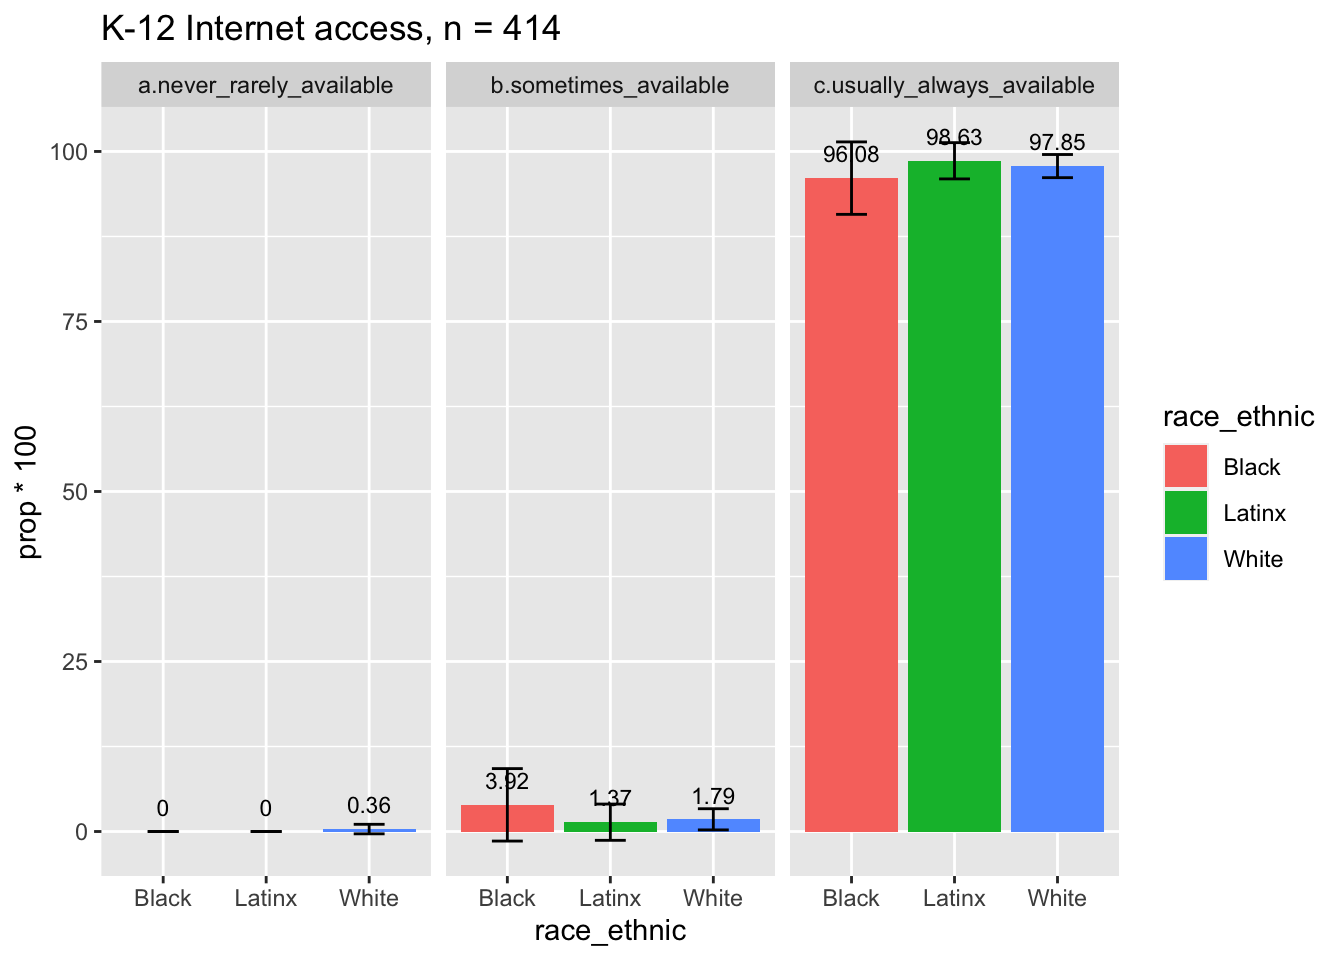 K-12 Internet access, n = 414
a.never_rarely_available
b.sometimes_available
c.usually_always_available
100
75
50
25
0
prop * 100
0
0
0.36
3.92
1.37
1.79
96.08
98.63
97.85
Black
Latinx
White
Black
Latinx
White
Black
Latinx
White
race_ethnic
race_ethnic
Black
Latinx
White